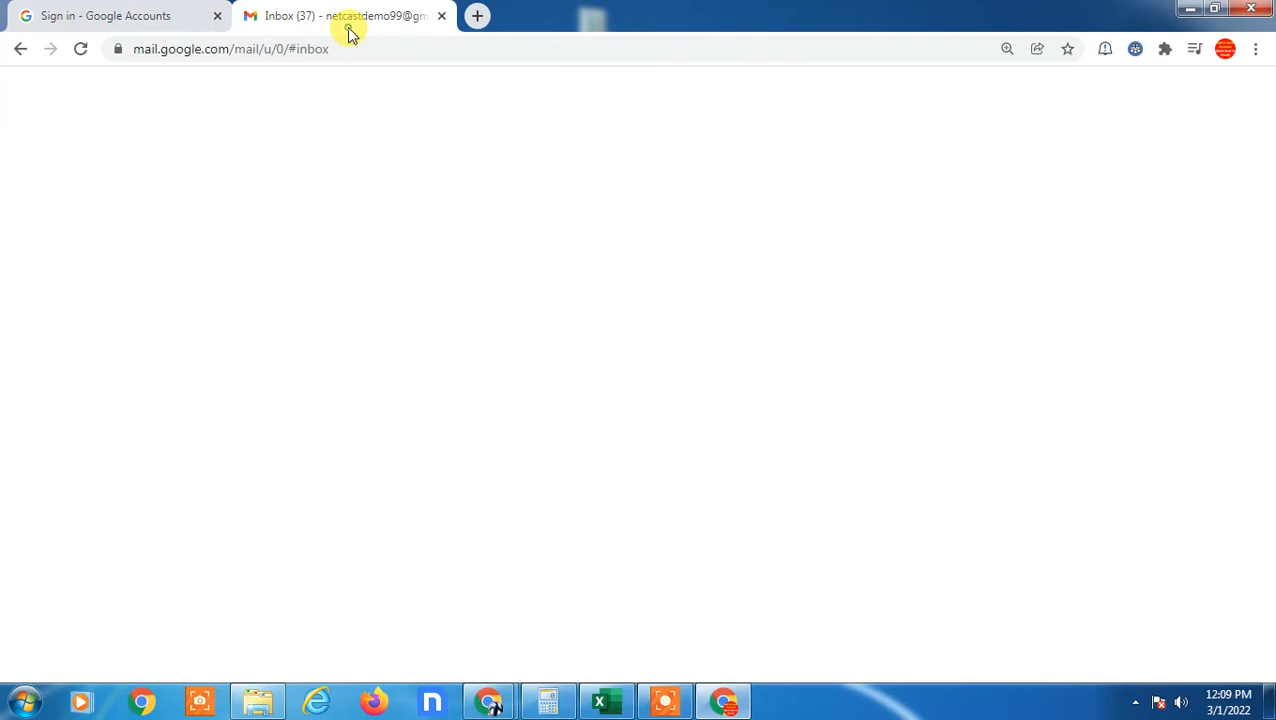 Sign in - Google Accounts
Inbox (37) - netcastdemo99@gm
mail.google.com/mail/u/0/#inbox
12:09 PM
3/1/2022